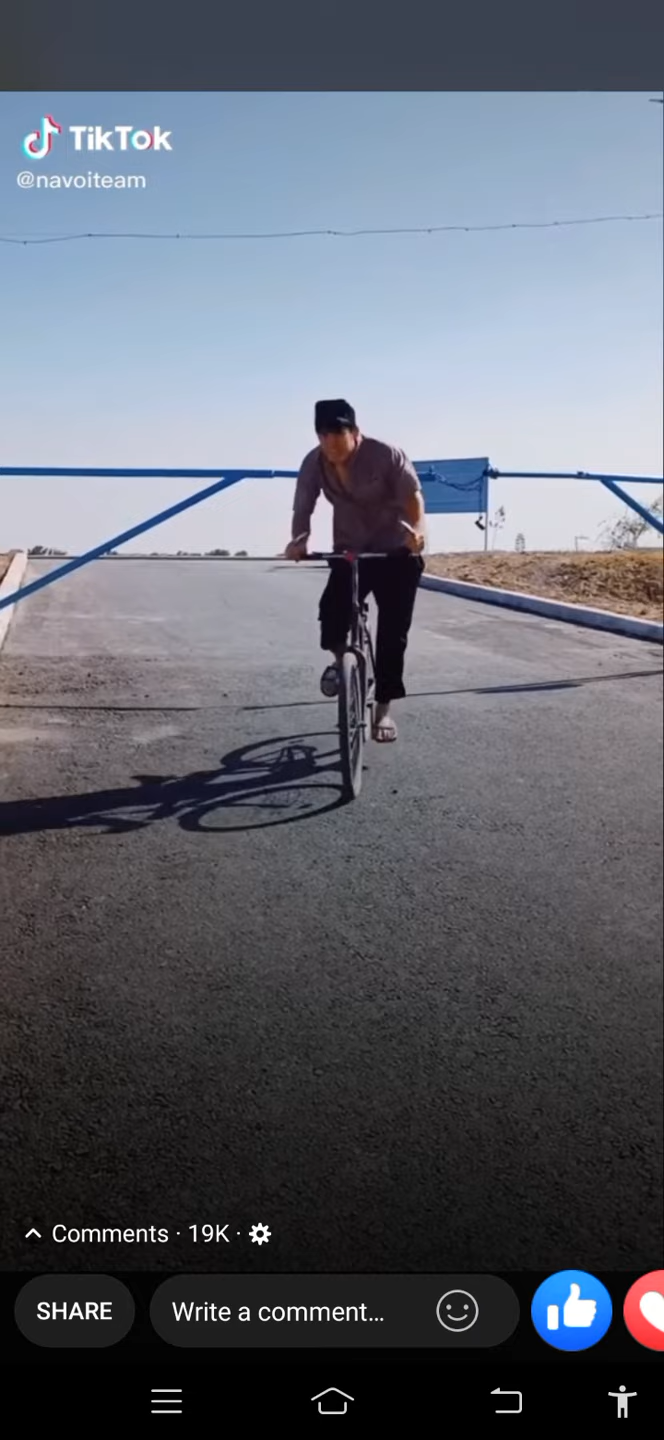 TikTok
@navoiteam
Comments · 19K ·
SHARE
Write a comment...